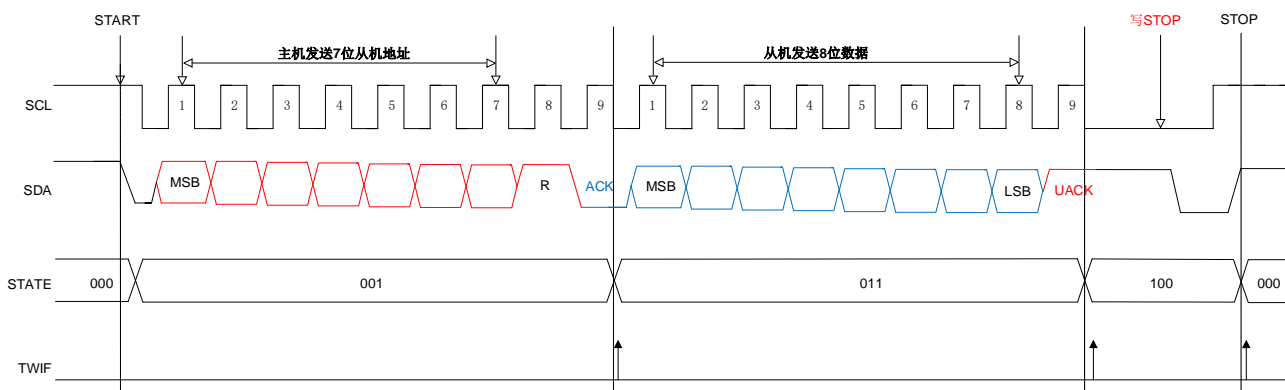 START 写STOP STOP
主机发送7位从机地址 从机发送8位数据
SCL 1 2 3 4 5 6 7 8 9 1 2 3 4 5 6 7 8 9
SDA MSB R ACK MSB LSB UACK
STATE 000 001 011 100 000
TWIF